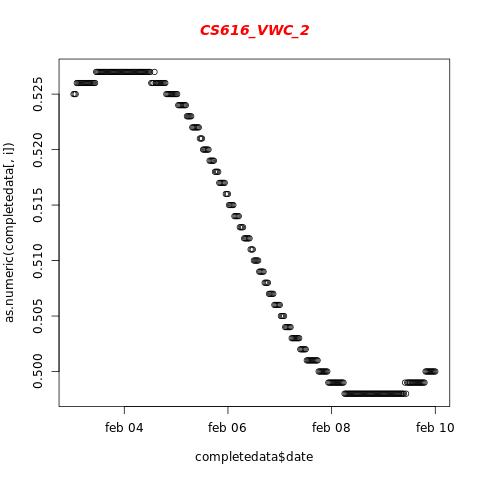 CS616_VWC_2
as.numeric(completedata[, i])
0.525
0.520
0.515
0.510
0.505
0.500
feb 04 feb 06 feb 08 feb 10
completedata$date